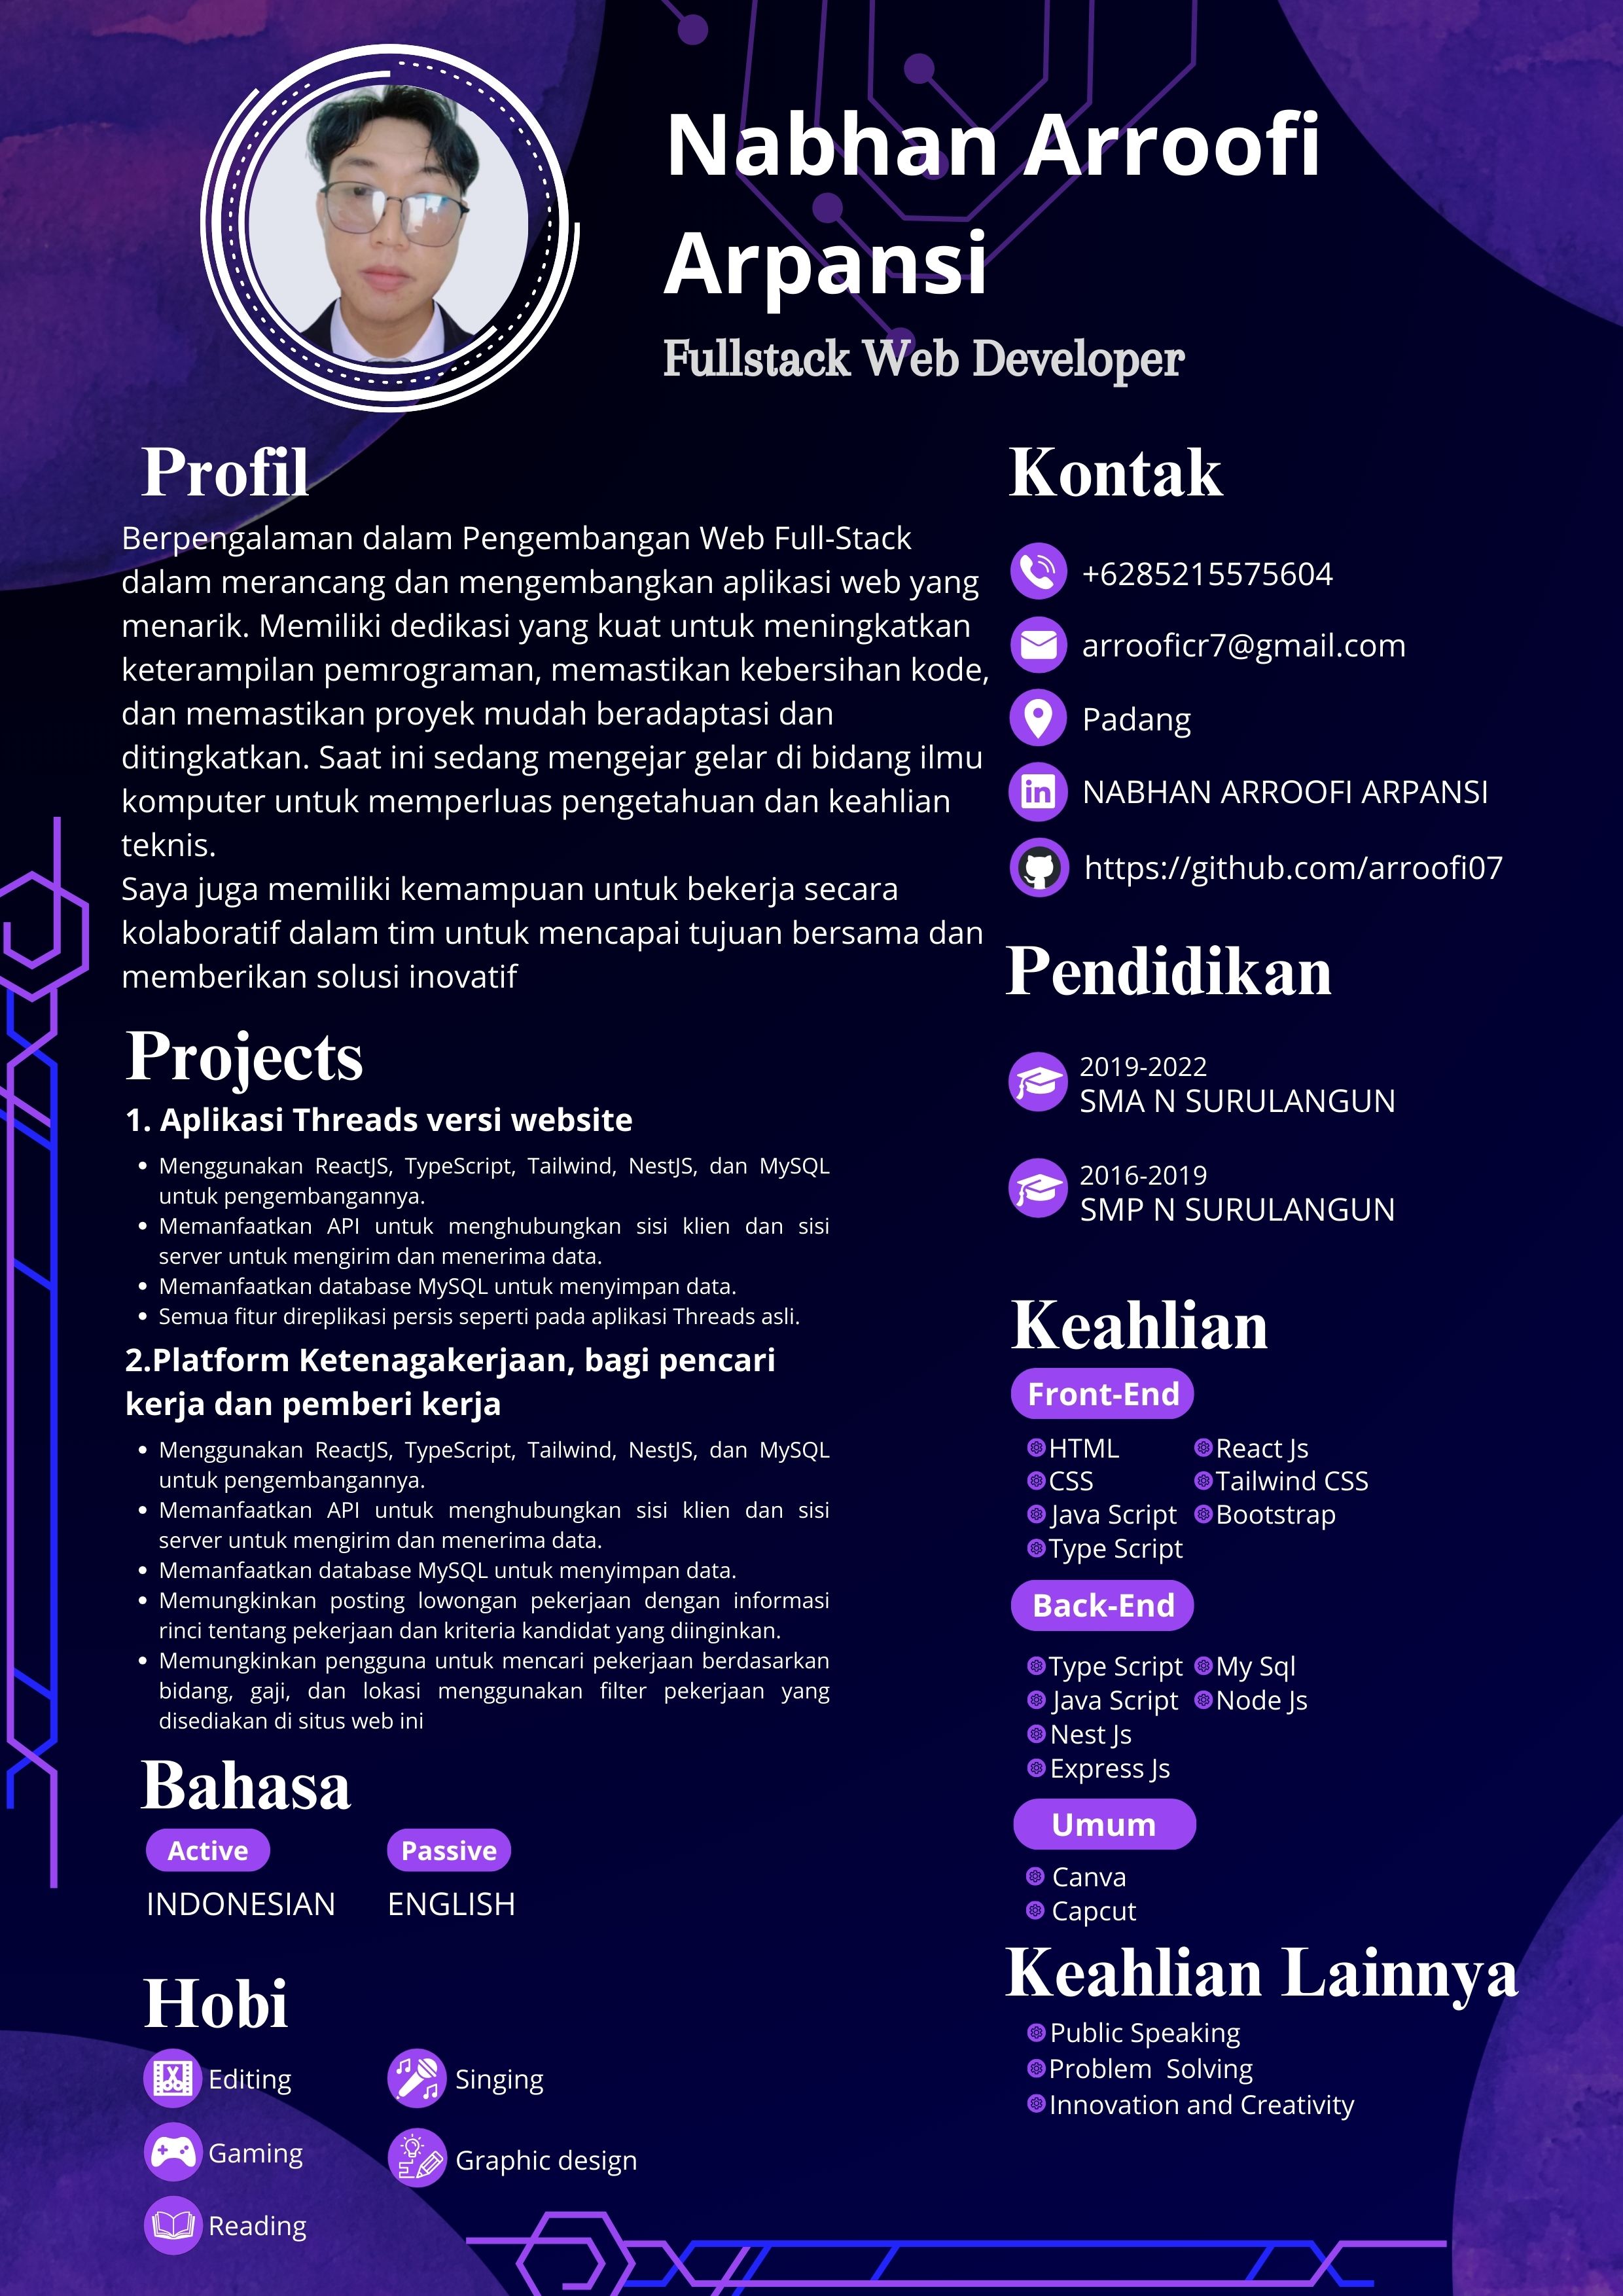 Nabhan Arroofi
Arpansi
Fullstack Web Developer
Profil
Berpengalaman dalam Pengembangan Web Full-Stack
dalam merancang dan mengembangkan aplikasi web yang
menarik. Memiliki dedikasi yang kuat untuk meningkatkan
keterampilan pemrograman, memastikan kebersihan kode,
dan memastikan proyek mudah beradaptasi dan
ditingkatkan. Saat ini sedang mengejar gelar di bidang ilmu
komputer untuk memperluas pengetahuan dan keahlian
teknis.
Saya juga memiliki kemampuan untuk bekerja secara
kolaboratif dalam tim untuk mencapai tujuan bersama dan
memberikan solusi inovatif
Projects
1. Aplikasi Threads versi website
• Menggunakan ReactJS, TypeScript, Tailwind, NestJS, dan MySQL
untuk pengembangannya.
• Memanfaatkan API untuk menghubungkan sisi klien dan sisi
server untuk mengirim dan menerima data.
• Memanfaatkan database MySQL untuk menyimpan data.
• Semua fitur direplikasi persis seperti pada aplikasi Threads asli.
2.Platform Ketenagakerjaan, bagi pencari
kerja dan pemberi kerja
• Menggunakan ReactJS, TypeScript, Tailwind, NestJS, dan MySQL
untuk pengembangannya.
• Memanfaatkan API untuk menghubungkan sisi klien dan sisi
server untuk mengirim dan menerima data.
• Memanfaatkan database MySQL untuk menyimpan data.
• Memungkinkan posting lowongan pekerjaan dengan informasi
rinci tentang pekerjaan dan kriteria kandidat yang diinginkan.
• Memungkinkan pengguna untuk mencari pekerjaan berdasarkan
bidang, gaji, dan lokasi menggunakan filter pekerjaan yang
disediakan di situs web ini
Bahasa
Active Passive
INDONESIAN ENGLISH
Hobi
Editing Singing
Gaming Graphic design
Reading
Kontak
+6285215575604
arrooficr7@gmail.com
Padang
in NABHAN ARROOFI ARPANSI
https://github.com/arroofi07
Pendidikan
2019-2022
SMA N SURULANGUN
2016-2019
SMP N SURULANGUN
Keahlian
Front-End
HTML React Js
CSS Tailwind CSS
Java Script Bootstrap
Type Script
Back-End
Type Script My Sql
Java Script Node Js
Nest Js
Express Js
Umum
Canva
Capcut
Keahlian Lainnya
Public Speaking
Problem Solving
Innovation and Creativity